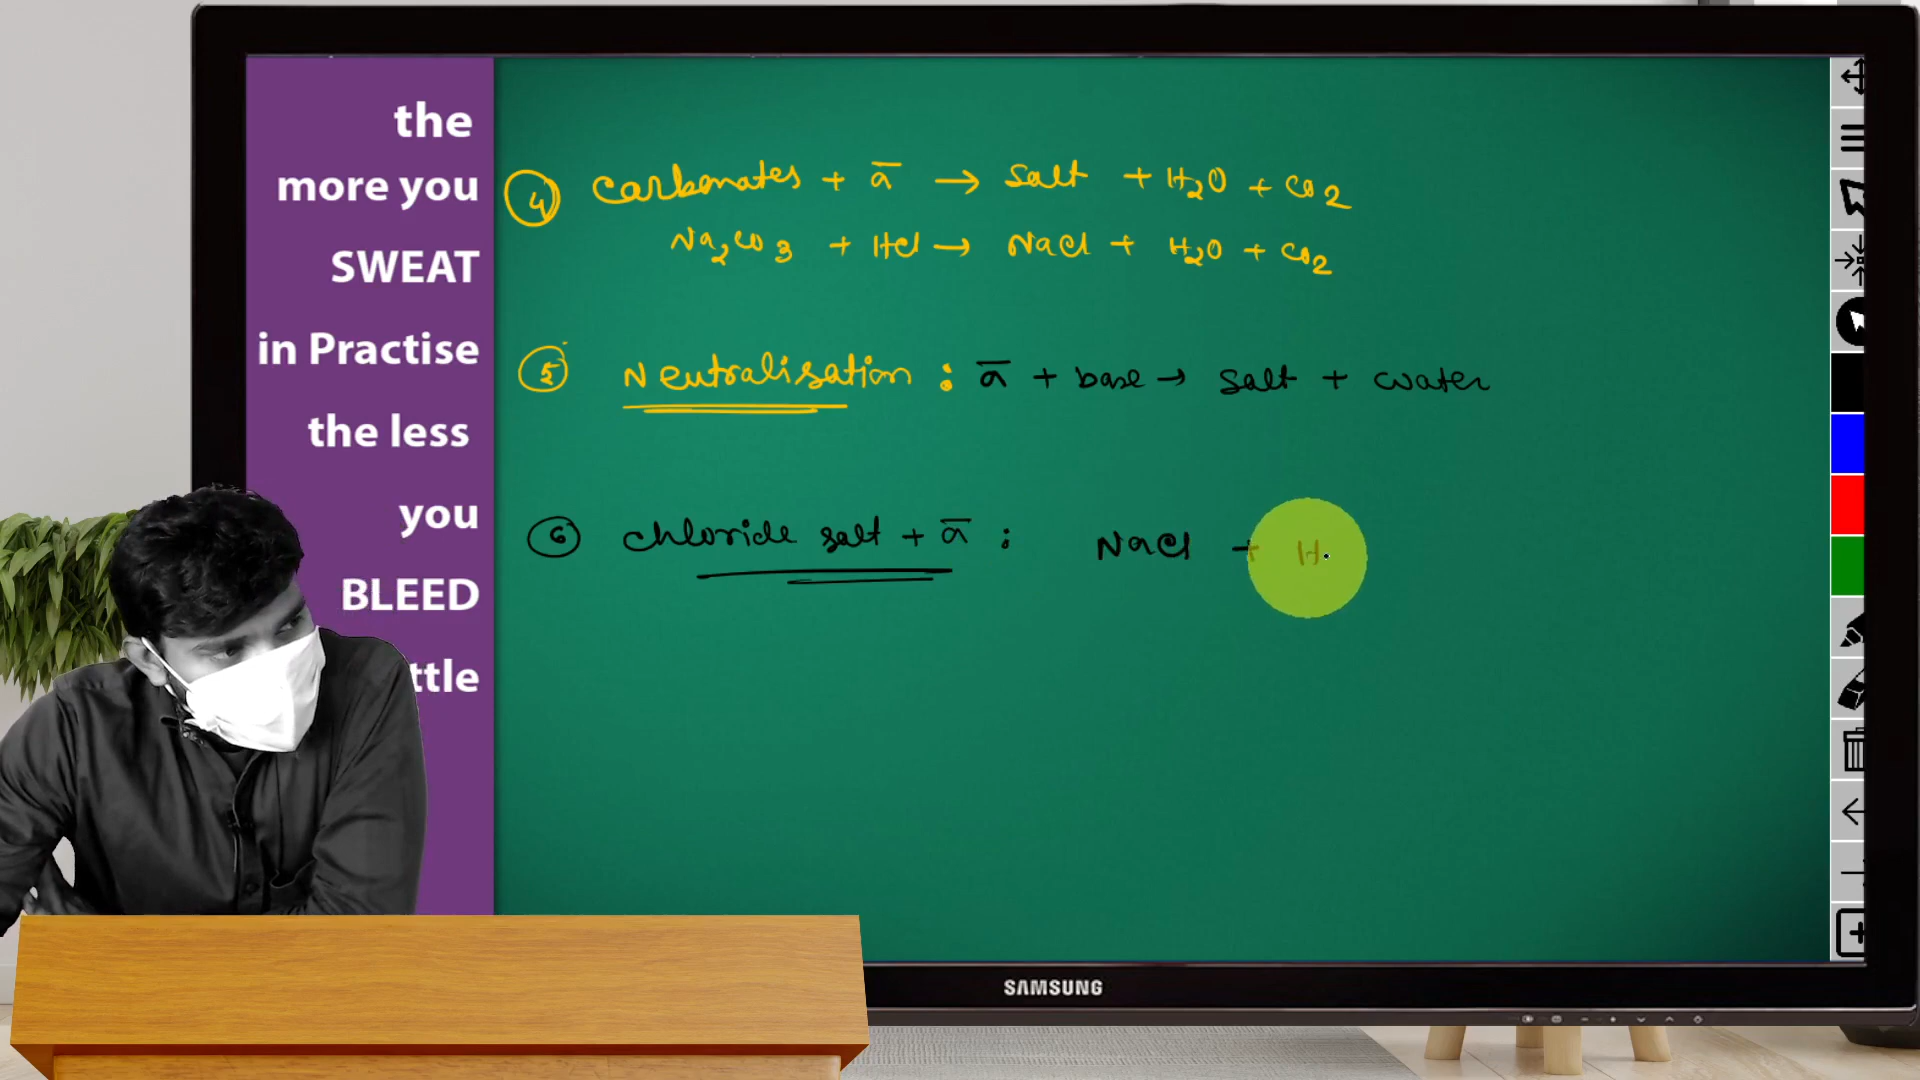 the
more you
SWEAT
in Practise
the less
you
BLEED
ttle
④ Carbonates + ā → Salt + H₂O + CO₂
Na₂CO₃ + HCl → NaCl + H₂O + CO₂
⑤ Neutralisation : ā + base → salt + water
⑥ chloride salt + ā : NaCl + H
SAMSUNG